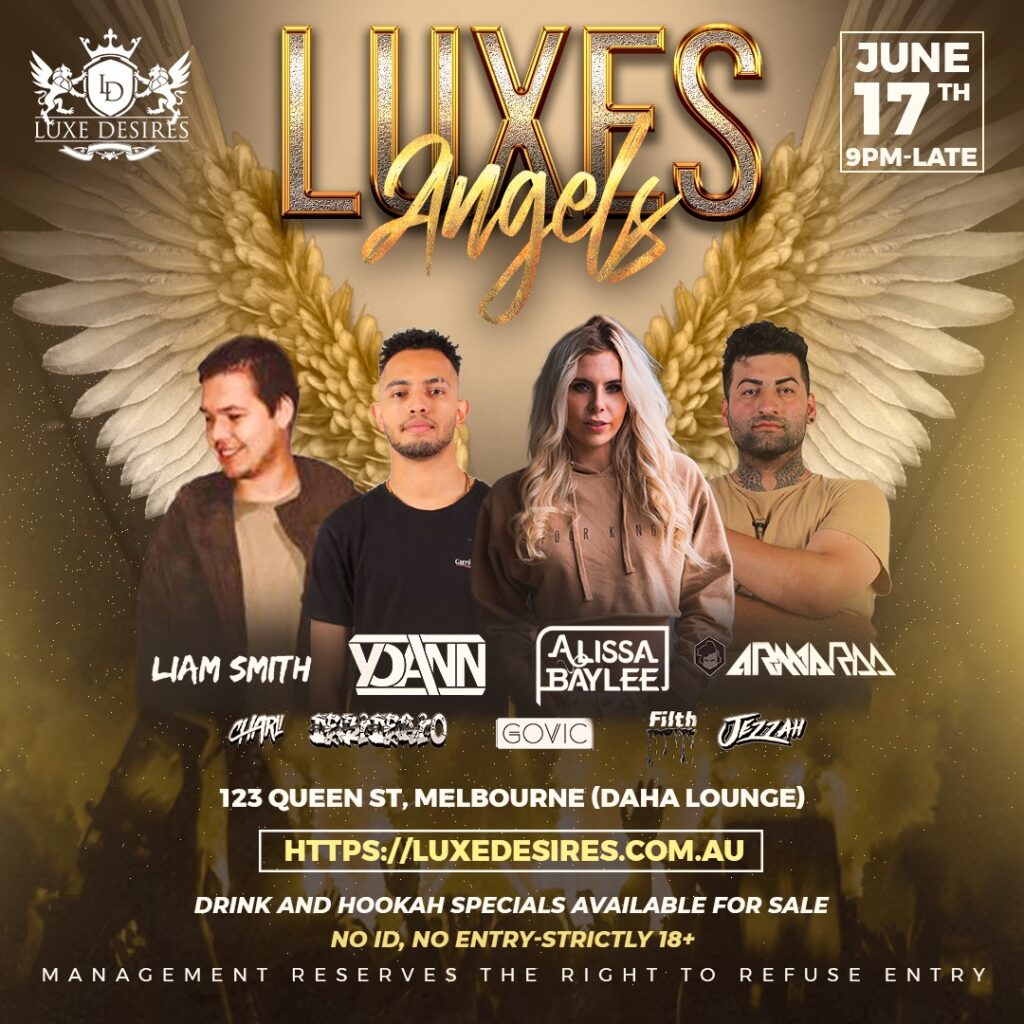 LD
LUXE DESIRES
LUXES
Angels
JUNE
17TH
9PM-LATE
LIAM SMITH
YOANN
ALISSA
BAYLEE
GOVIC
Filth
JEZZAH
123 QUEEN ST, MELBOURNE (DAHA LOUNGE)
HTTPS://LUXEDESIRES.COM.AU
DRINK AND HOOKAH SPECIALS AVAILABLE FOR SALE
NO ID, NO ENTRY-STRICTLY 18+
MANAGEMENT RESERVES THE RIGHT TO REFUSE ENTRY